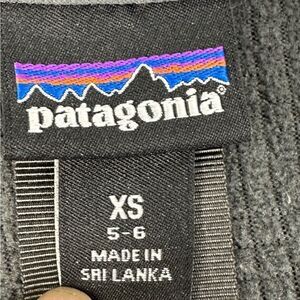 patagonia®
XS
5-6
MADE IN
SRI LANKA